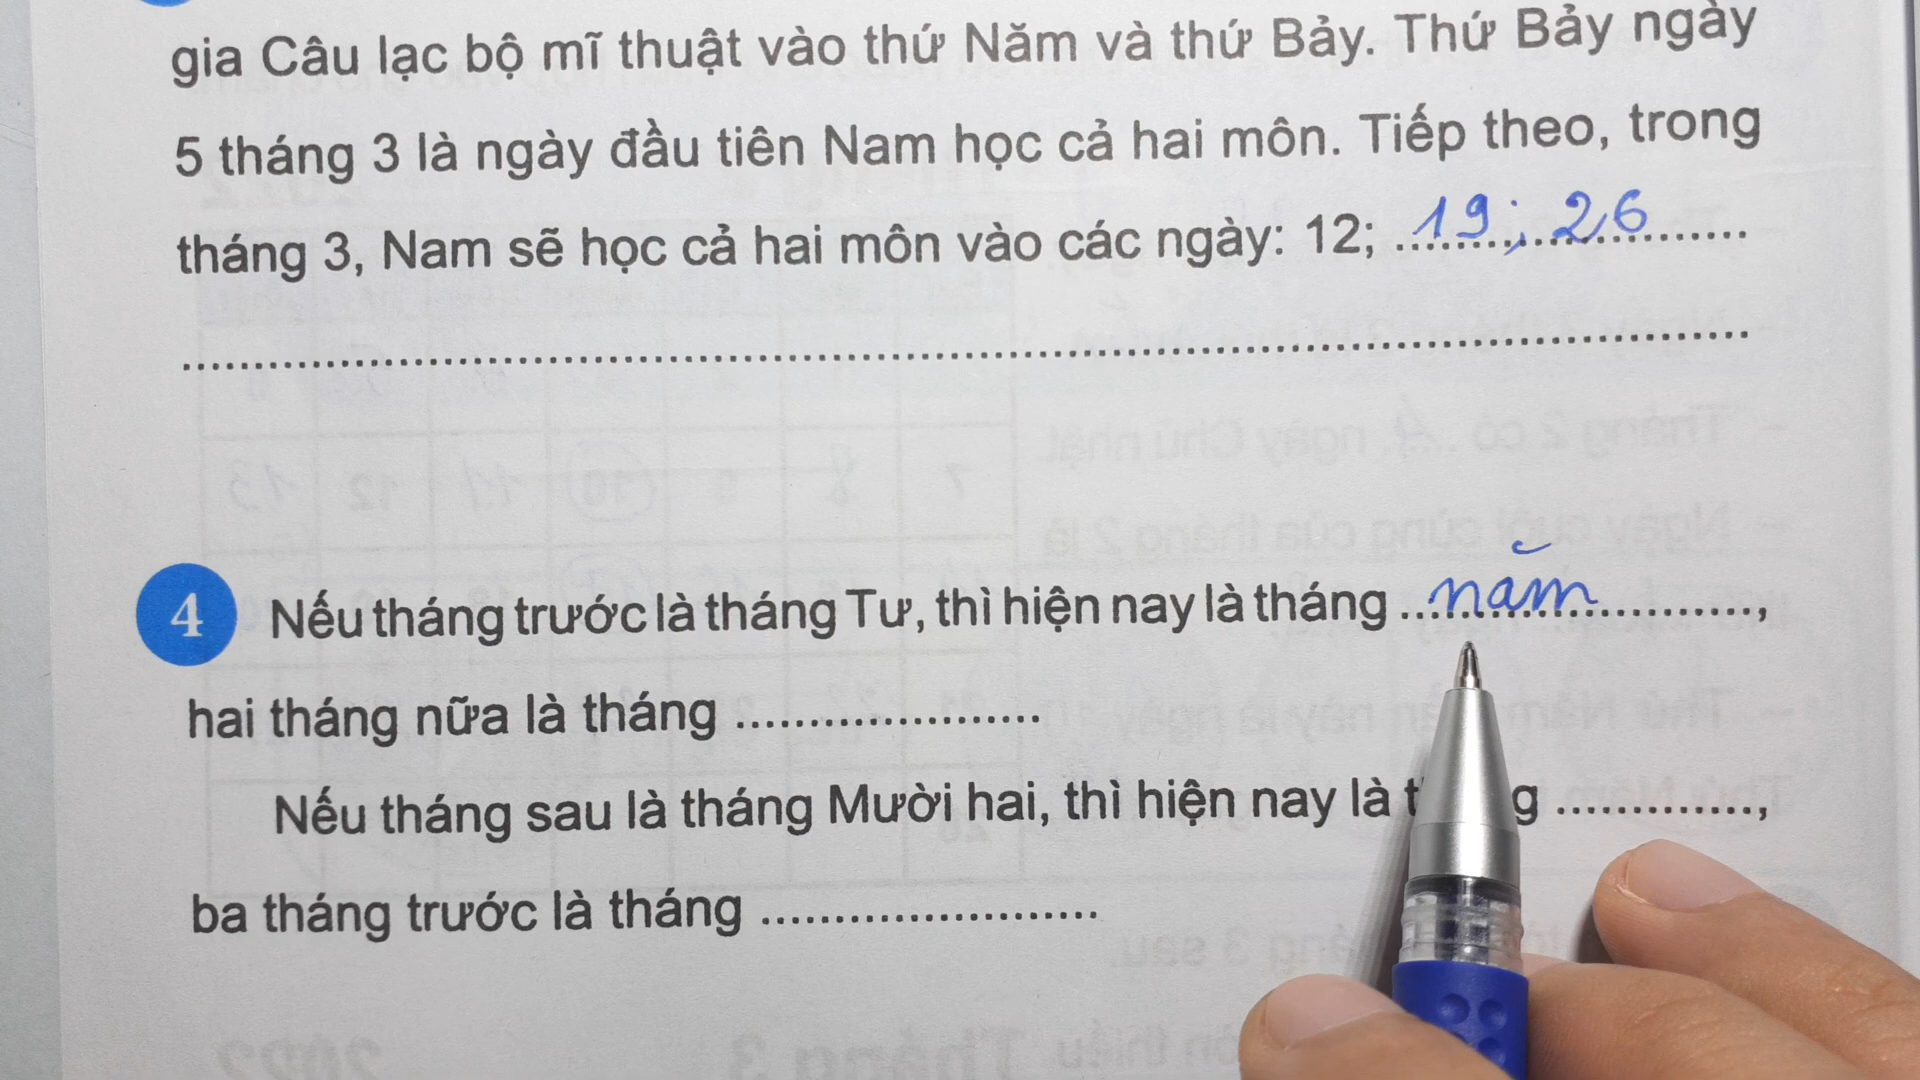 gia Câu lạc bộ mĩ thuật vào thứ Năm và thứ Bảy. Thứ Bảy ngày
5 tháng 3 là ngày đầu tiên Nam học cả hai môn. Tiếp theo, trong
tháng 3, Nam sẽ học cả hai môn vào các ngày: 12; ...19; 26...
................................................................
4 Nếu tháng trước là tháng Tư, thì hiện nay là tháng ...năm...,
hai tháng nữa là tháng .....................
Nếu tháng sau là tháng Mười hai, thì hiện nay là .............,
ba tháng trước là tháng .......................